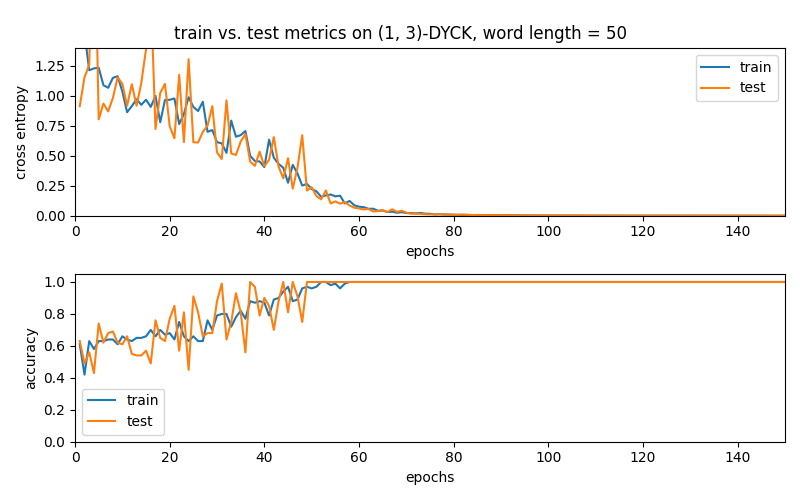 train vs. test metrics on (1, 3)-DYCK, word length = 50
cross entropy
1.25
1.00
0.75
0.50
0.25
0.00
train
test
0 20 40 60 80 100 120 140
epochs
accuracy
1.0
0.8
0.6
0.4
0.2
0.0
train
test
0 20 40 60 80 100 120 140
epochs